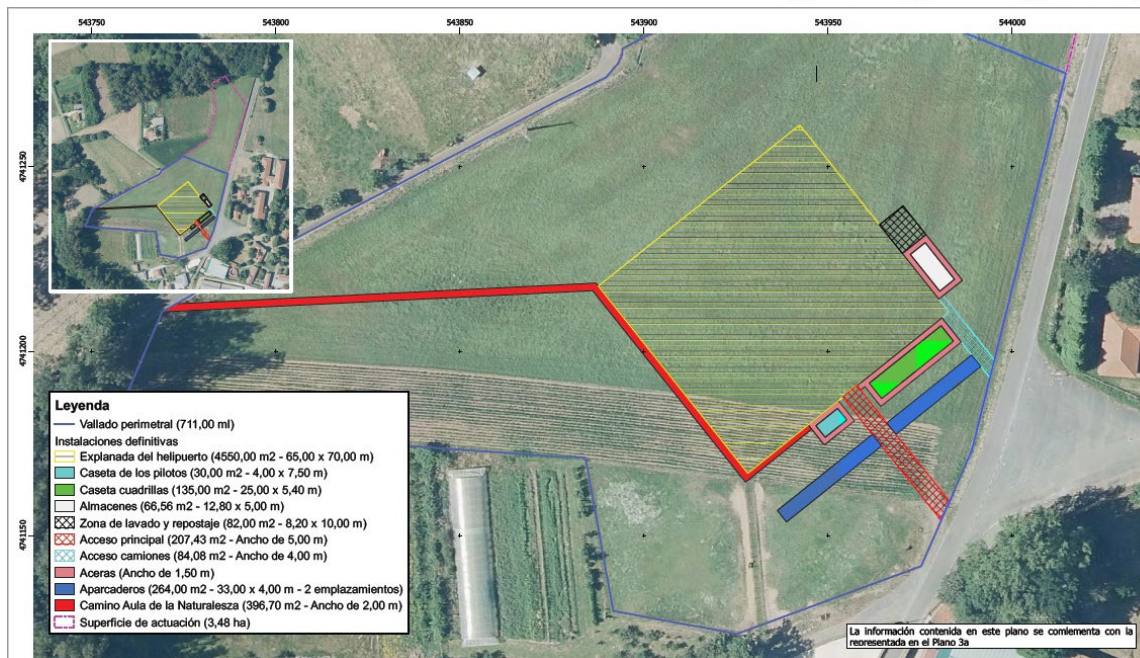 543750 543800 543850 543900 543950 544000
4741250
4741200
4741150
Leyenda
Vallado perimetral (711,00 ml)
Instalaciones definitivas
Explanada del helipuerto (4550,00 m2 - 65,00 x 70,00 m)
Caseta de los pilotos (30,00 m2 - 4,00 x 7,50 m)
Caseta cuadrillas (135,00 m2 - 25,00 x 5,40 m)
Almacenes (66,56 m2 - 12,80 x 5,00 m)
Zona de lavado y repostaje (82,00 m2 - 8,20 x 10,00 m)
Acceso principal (207,43 m2 - Ancho de 5,00 m)
Acceso camiones (84,08 m2 - Ancho de 4,00 m)
Aceras (Ancho de 1,50 m)
Aparcaderos (264,00 m2 - 33,00 x 4,00 m - 2 emplazamientos)
Camino Aula de la Naturalesza (396,70 m2 - Ancho de 2,00 m)
Superficie de actuación (3,48 ha)
La información contenida en este plano se comlementa con la
representada en el Plano 3a